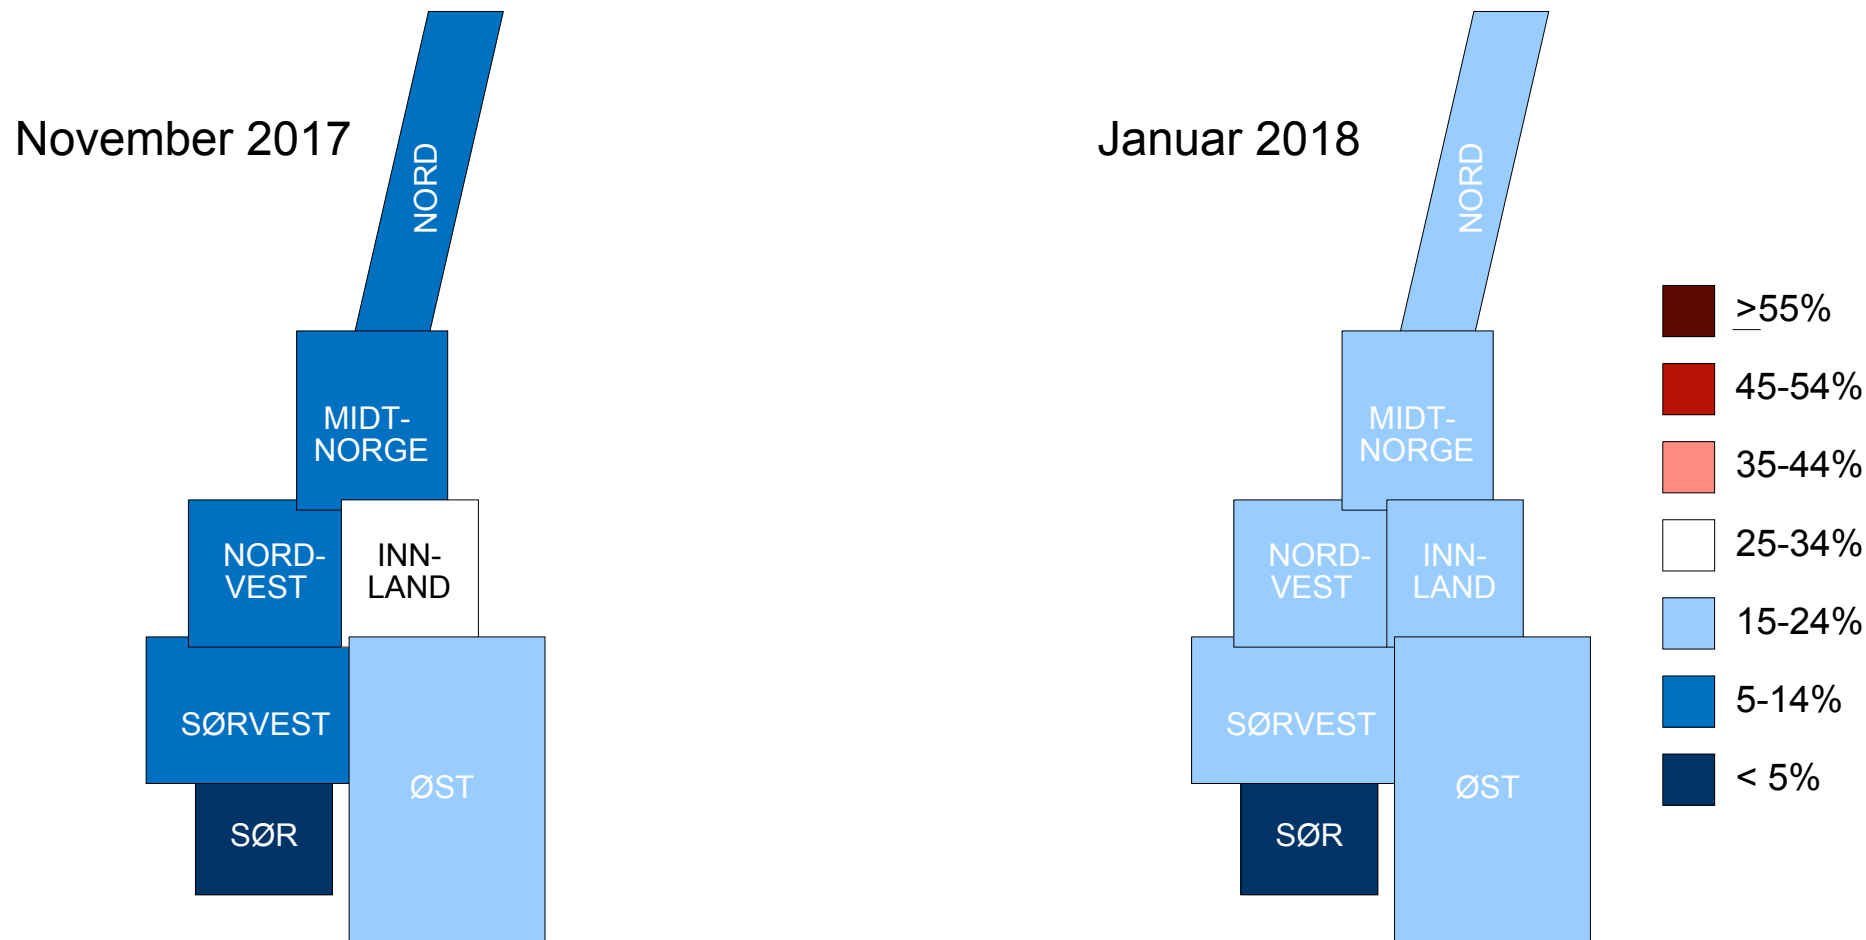 November 2017
NORD
MIDT-
NORGE
NORD-
VEST
INN-
LAND
SØRVEST
ØST
SØR
Januar 2018
NORD
MIDT-
NORGE
NORD-
VEST
INN-
LAND
SØRVEST
ØST
SØR
>55%
45-54%
35-44%
25-34%
15-24%
5-14%
< 5%